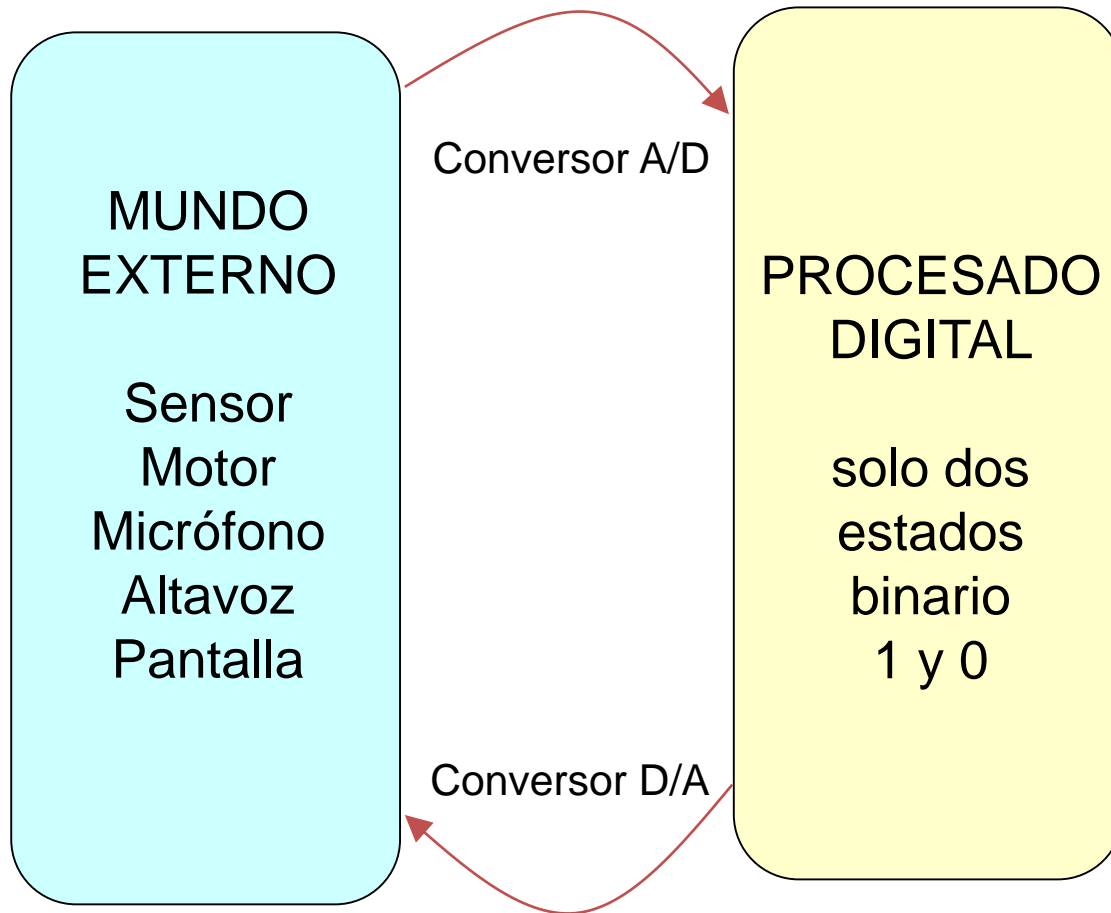 MUNDO
EXTERNO
Sensor
Motor
Micrófono
Altavoz
Pantalla
Conversor A/D
Conversor D/A
PROCESADO
DIGITAL
solo dos
estados
binario
1 y 0